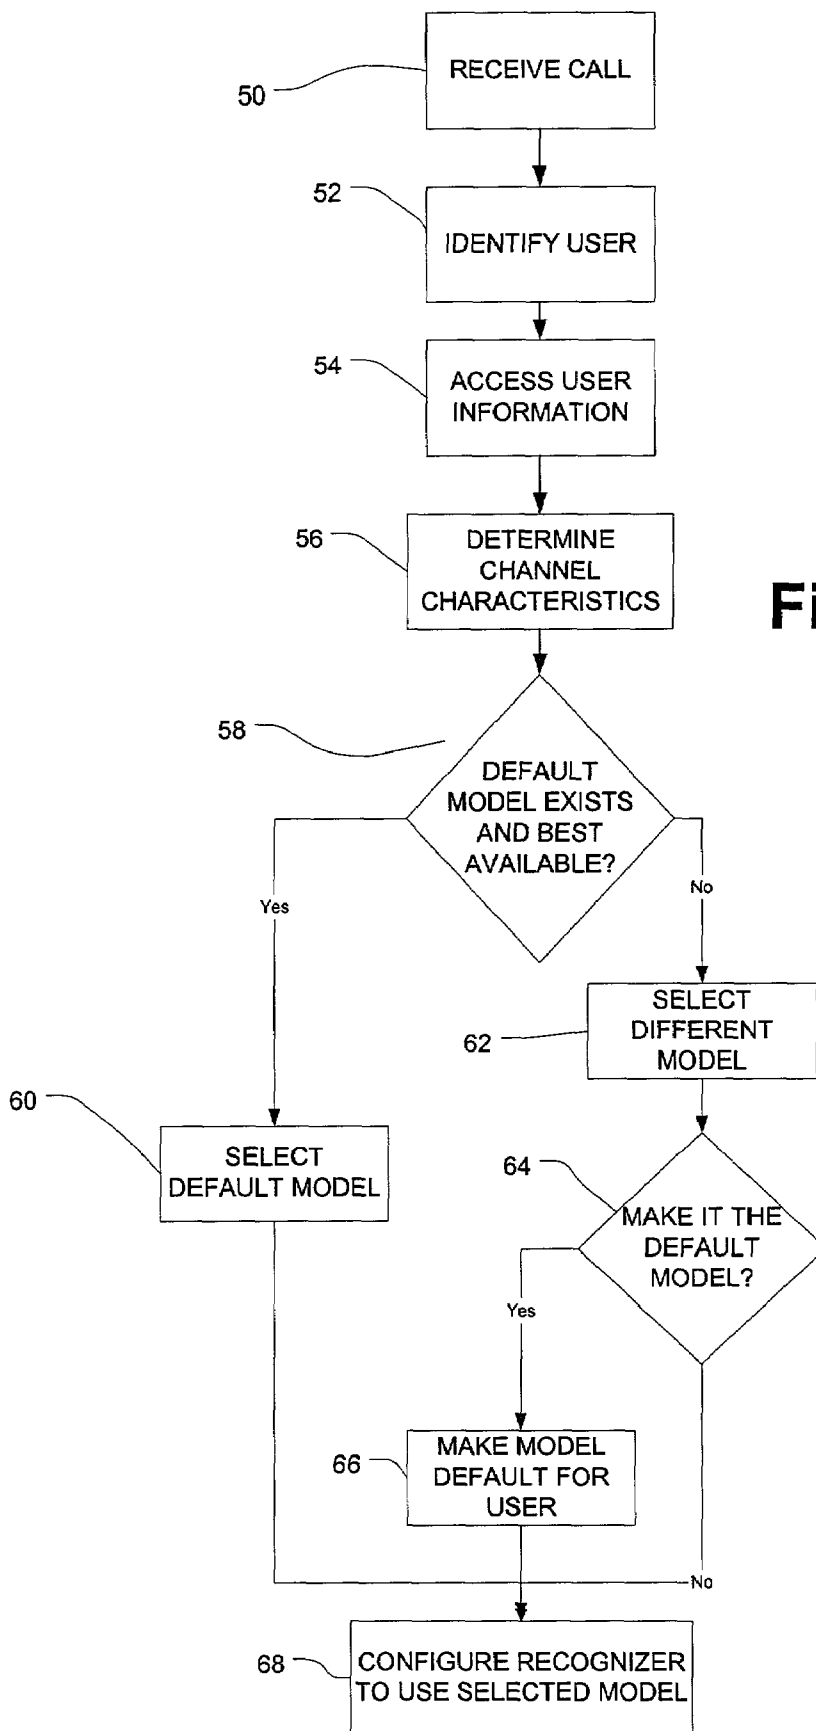 50
RECEIVE CALL
52
IDENTIFY USER
54
ACCESS USER
INFORMATION
56
DETERMINE
CHANNEL
CHARACTERISTICS
58
DEFAULT
MODEL EXISTS
AND BEST
AVAILABLE?
Yes
No
62
SELECT
DIFFERENT
MODEL
60
SELECT
DEFAULT MODEL
64
MAKE IT THE
DEFAULT
MODEL?
Yes
66
MAKE MODEL
DEFAULT FOR
USER
No
68
CONFIGURE RECOGNIZER
TO USE SELECTED MODEL